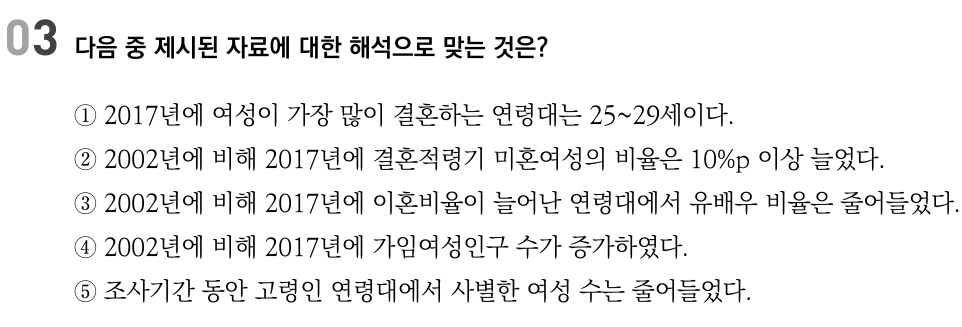 03 다음 중 제시된 자료에 대한 해석으로 맞는 것은?
① 2017년에 여성이 가장 많이 결혼하는 연령대는 25~29세이다.
② 2002년에 비해 2017년에 결혼적령기 미혼여성의 비율은 10%p 이상 늘었다.
③ 2002년에 비해 2017년에 이혼비율이 늘어난 연령대에서 유배우 비율은 줄어들었다.
④ 2002년에 비해 2017년에 가임여성인구 수가 증가하였다.
⑤ 조사기간 동안 고령인 연령대에서 사별한 여성 수는 줄어들었다.